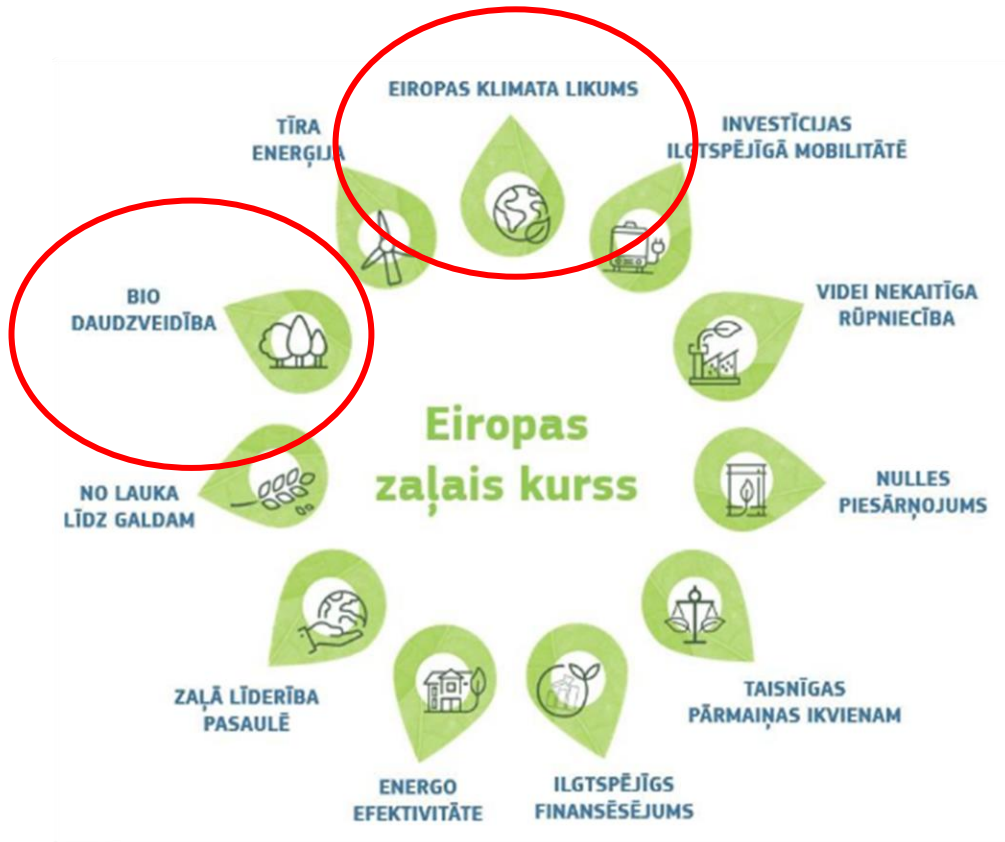 EIROPAS KLIMATA LIKUMS
TĪRA
ENERĢIJA
INVESTĪCIJAS
ILGTSPĒJĪGĀ MOBILITĀTĒ
BIO
DAUDZVEIDĪBA
VIDEI NEKAITĪGA
RŪPNIECĪBA
Eiropas
zaļais kurss
NO LAUKA
LĪDZ GALDAM
NULLES
PIESĀRŅOJUMS
ZAĻĀ LĪDERĪBA
PASAULĒ
TAISNĪGAS
PĀRMAIŅAS IKVIENAM
ENERGO
EFEKTIVITĀTE
ILGTSPĒJĪGS
FINANSĒSĒJUMS